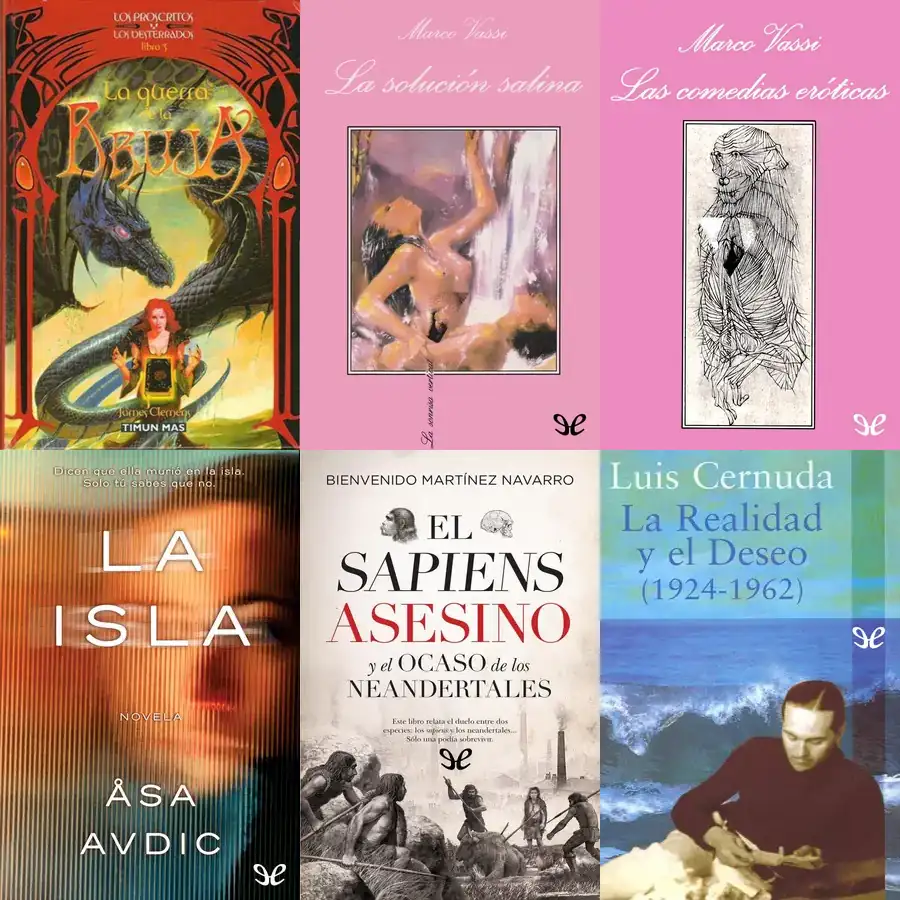 LOS PROSCRITOS
Y
LOS DESTERRADOS
libro 3
La guerra
de la
BRUJA
James Clemens
TIMUN MAS
Marco Vassi
La solución salina
La sonrisa vertical
Marco Vassi
Las comedias eróticas
Dicen que ella murió en la isla.
Solo tú sabes que no.
LA
ISLA
NOVELA
ÅSA
AVDIC
BIENVENIDO MARTÍNEZ NAVARRO
EL
SAPIENS
ASESINO
y el OCASO de los
NEANDERTALES
Este libro relata el duelo entre dos
especies: los sapiens y los neandertales...
Sólo una podía sobrevivir.
Luis Cernuda
La Realidad
y el Deseo
(1924-1962)